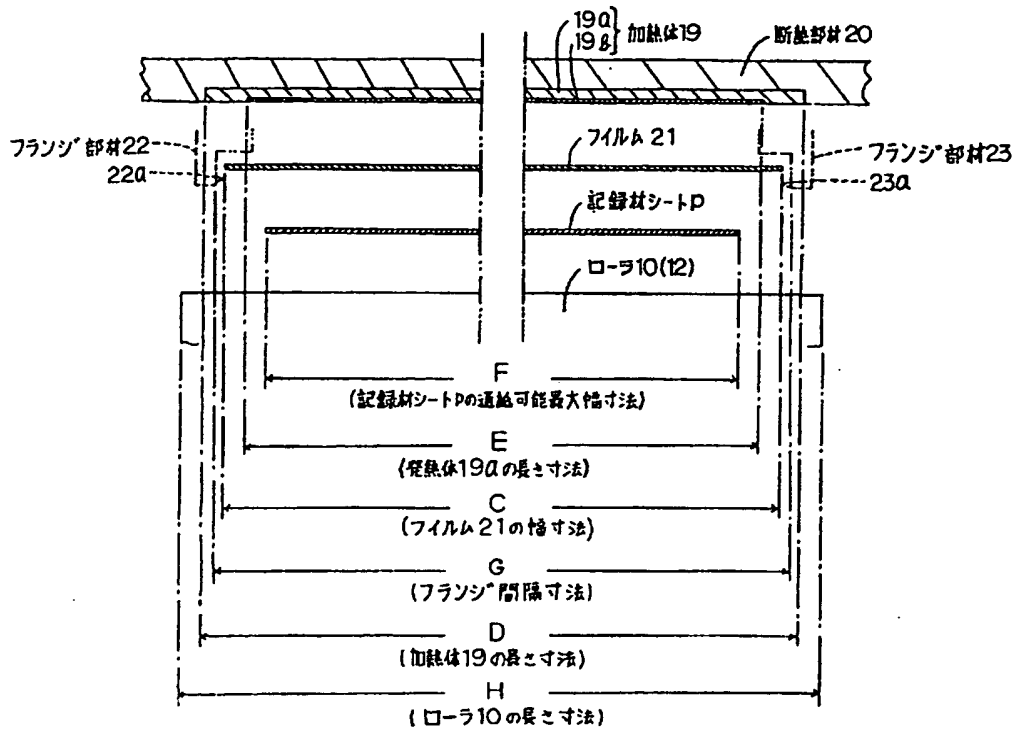 19a
19b
加熱体19
断熱部材20
フランジ部材22
22a
フイルム21
フランジ部材23
23a
記録材シートP
ローラ10(12)
F
(記録材シートPの通紙可能最大幅寸法)
E
(発熱体19aの長さ寸法)
C
(フイルム21の幅寸法)
G
(フランジ間隔寸法)
D
(加熱体19の長さ寸法)
H
(ローラ10の長さ寸法)